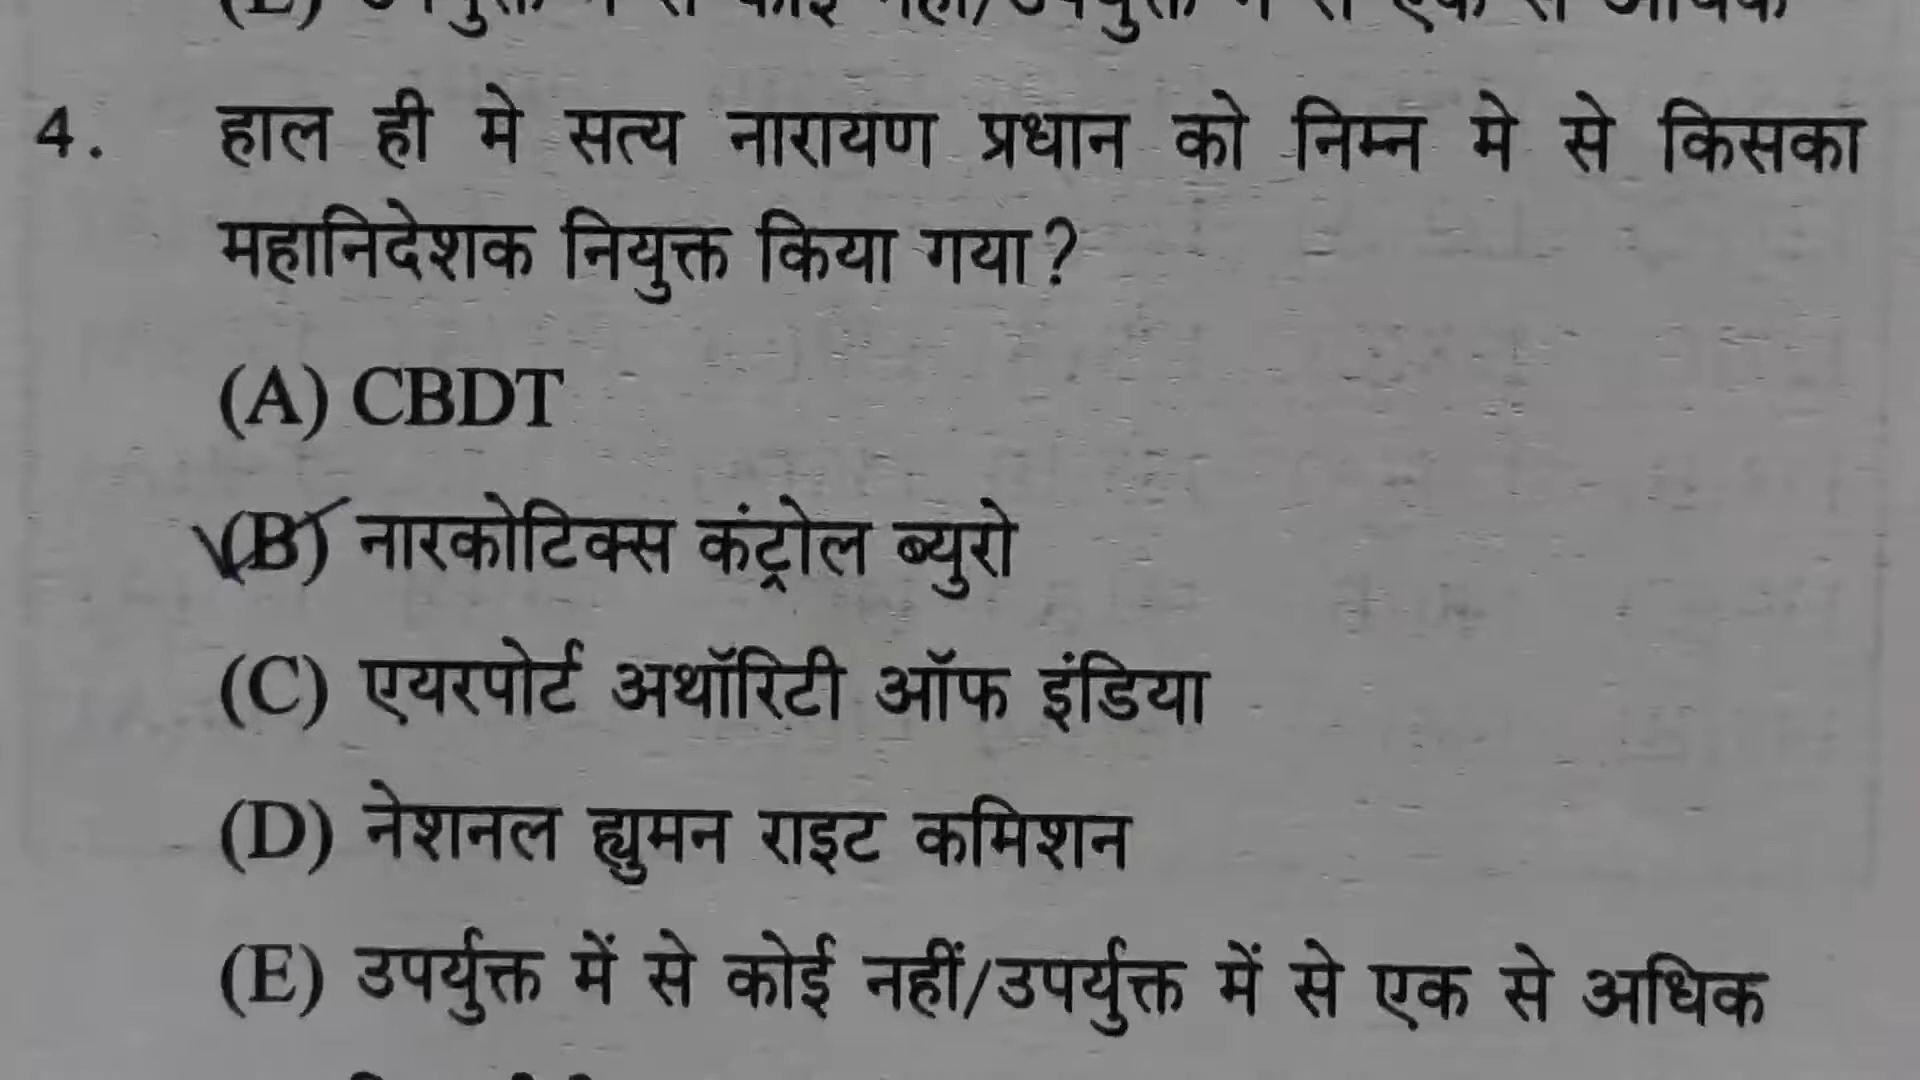 4. हाल ही मे सत्य नारायण प्रधान को निम्न मे से किसका
महानिदेशक नियुक्त किया गया?
(A) CBDT
(B) नारकोटिक्स कंट्रोल ब्युरो
(C) एयरपोर्ट अथॉरिटी ऑफ इंडिया
(D) नेशनल ह्युमन राइट कमिशन
(E) उपर्युक्त में से कोई नहीं/उपर्युक्त में से एक से अधिक